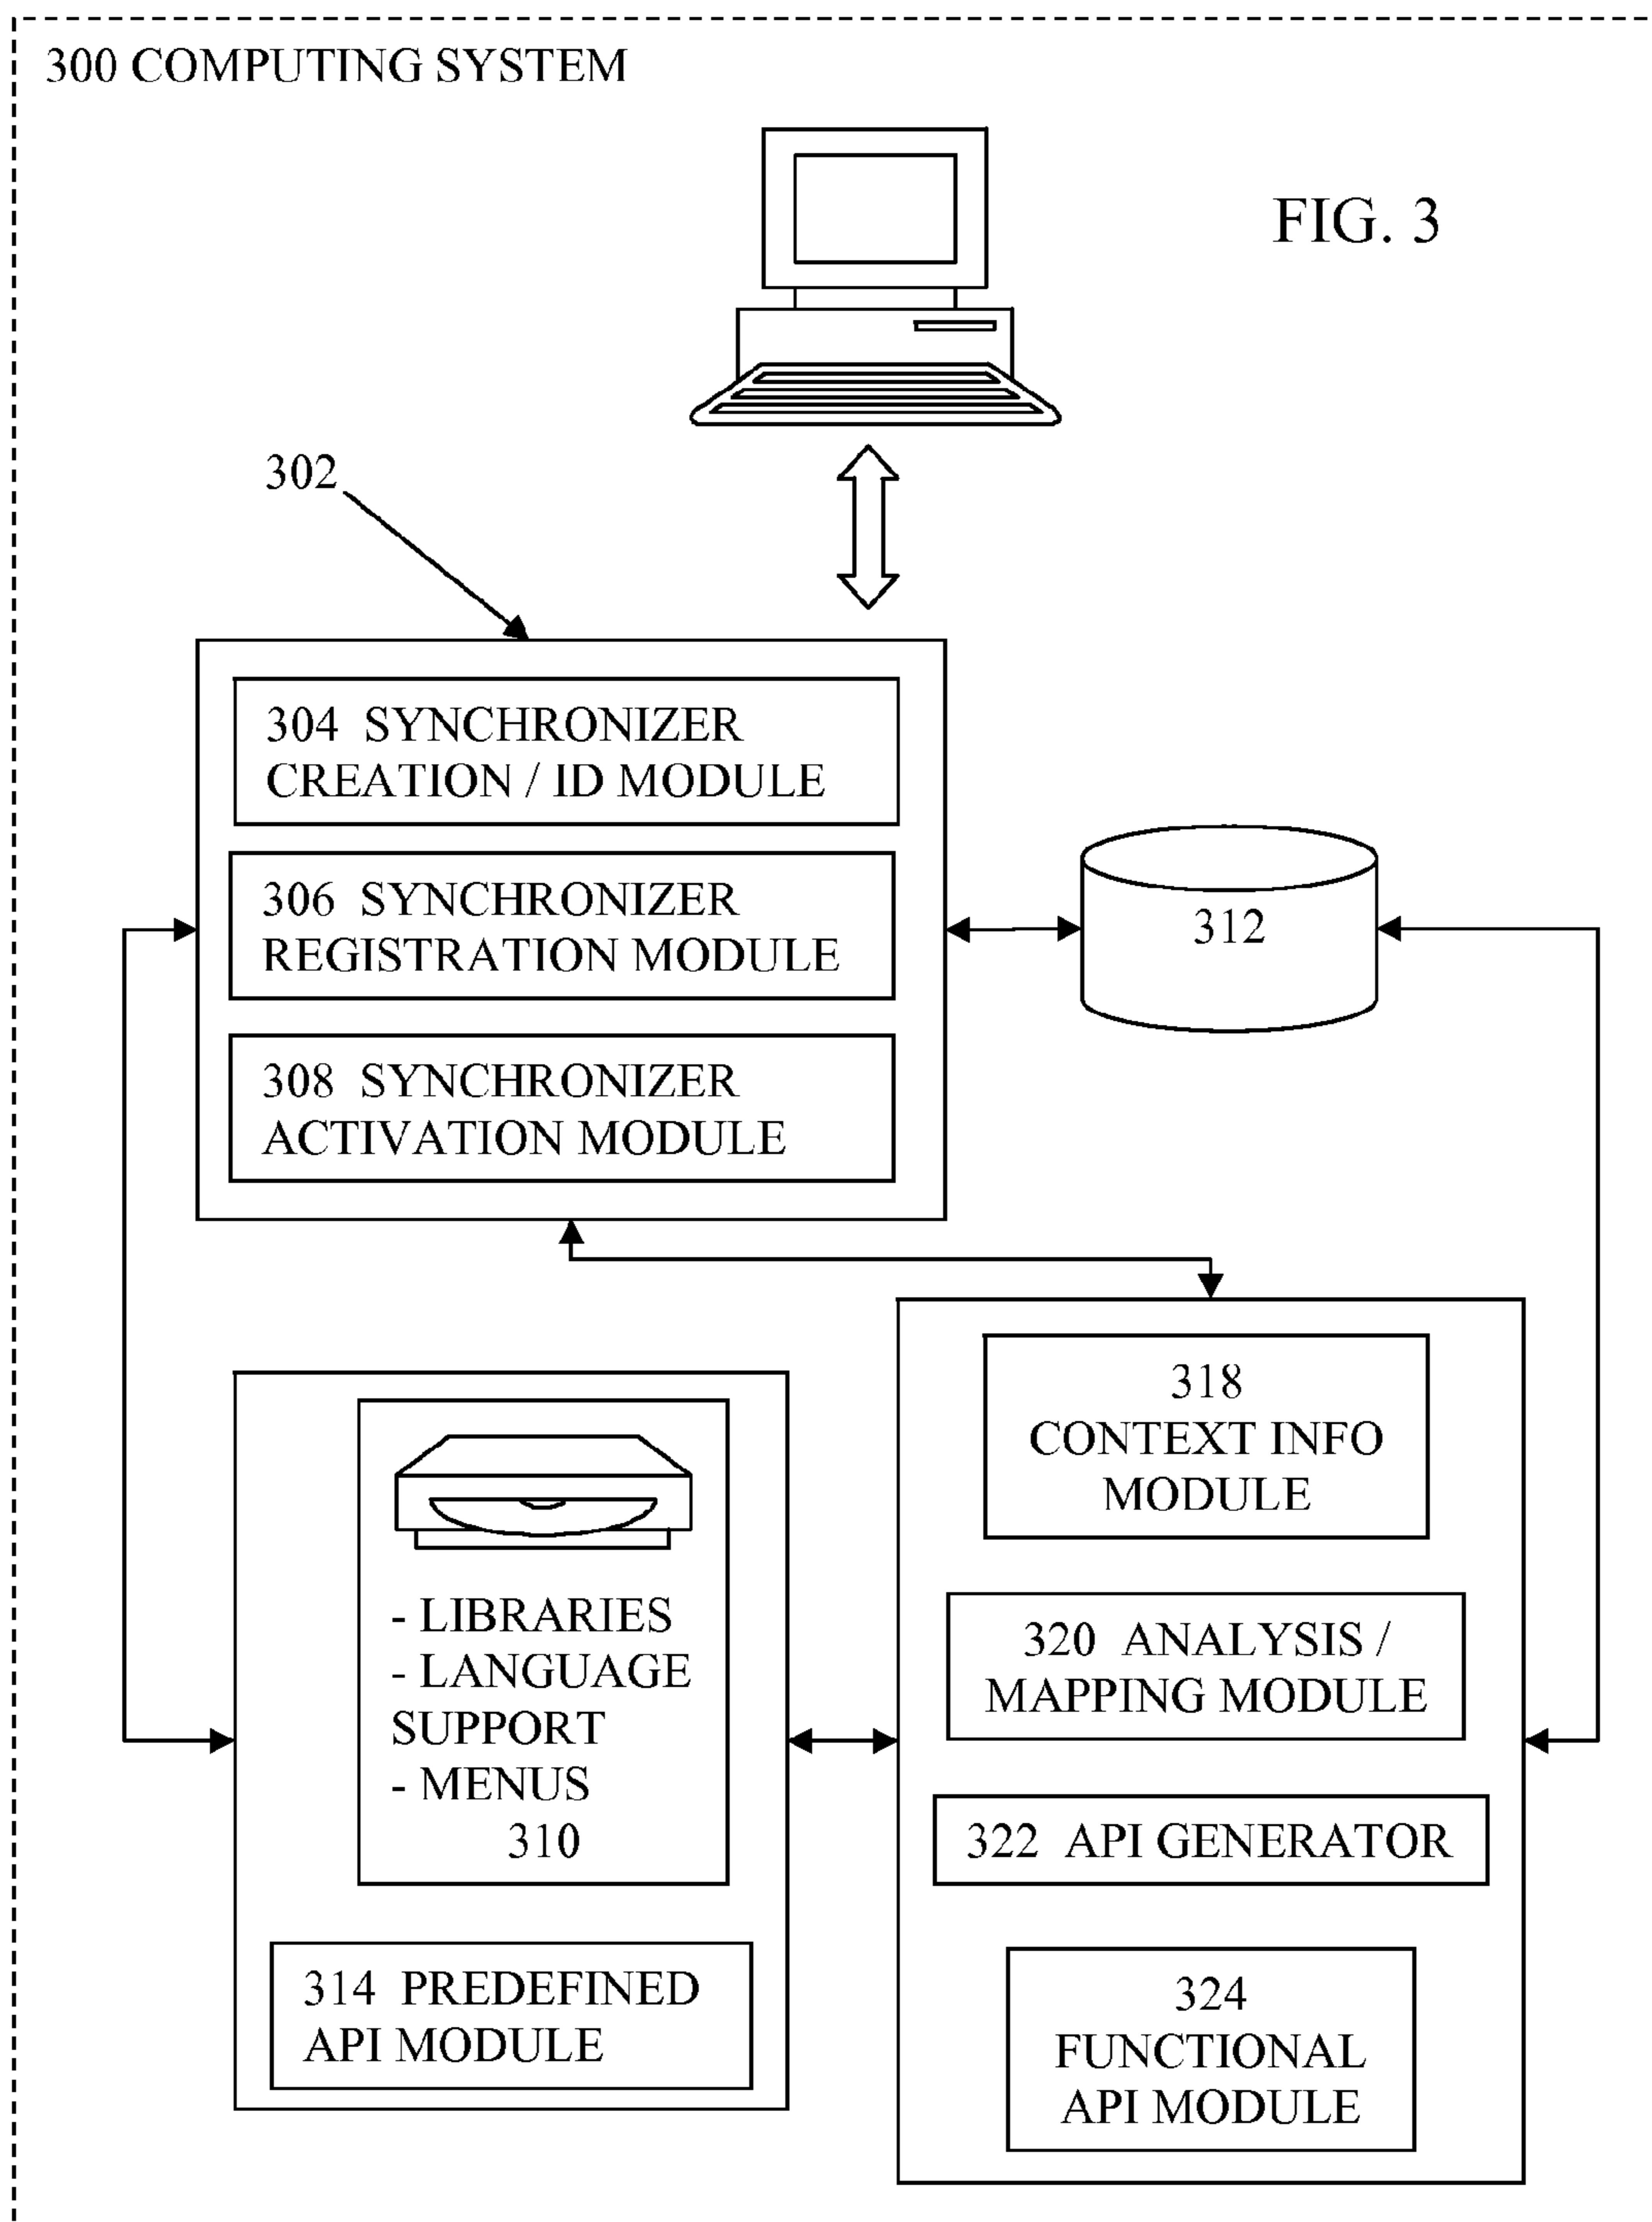 300 COMPUTING SYSTEM
FIG. 3
302
304 SYNCHRONIZER
CREATION / ID MODULE
306 SYNCHRONIZER
REGISTRATION MODULE
308 SYNCHRONIZER
ACTIVATION MODULE
312
- LIBRARIES
- LANGUAGE
SUPPORT
- MENUS
310
314 PREDEFINED
API MODULE
318
CONTEXT INFO
MODULE
320 ANALYSIS /
MAPPING MODULE
322 API GENERATOR
324
FUNCTIONAL
API MODULE